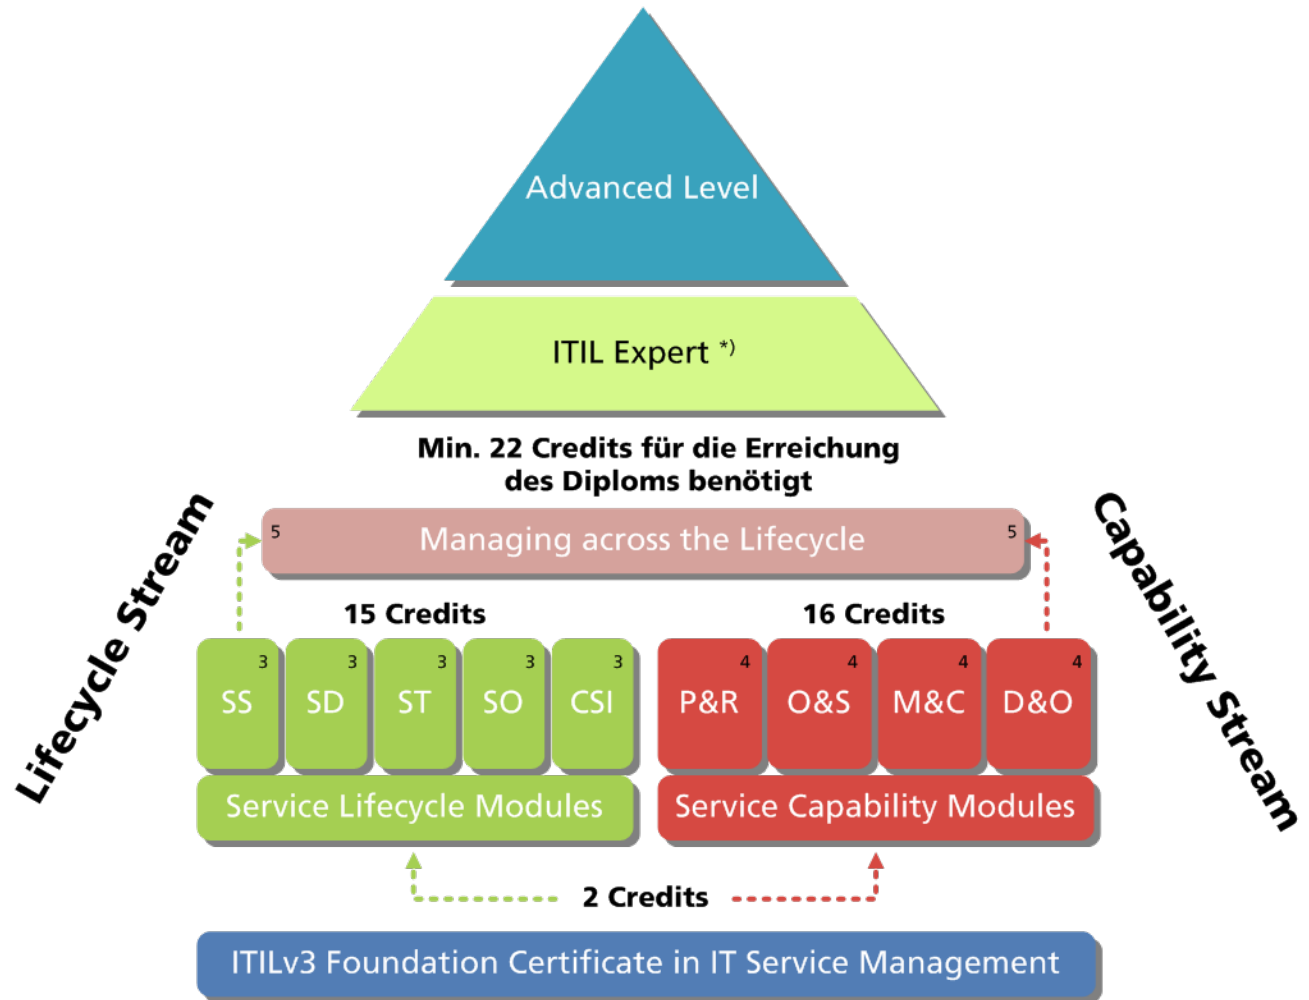 Advanced Level
ITIL Expert *)
Min. 22 Credits für die Erreichung
des Diploms benötigt
Lifecycle Stream
Capability Stream
5 Managing across the Lifecycle 5
15 Credits
16 Credits
3 3 3 3 3
SS SD ST SO CSI
4 4 4 4
P&R O&S M&C D&O
Service Lifecycle Modules
Service Capability Modules
2 Credits
ITILv3 Foundation Certificate in IT Service Management